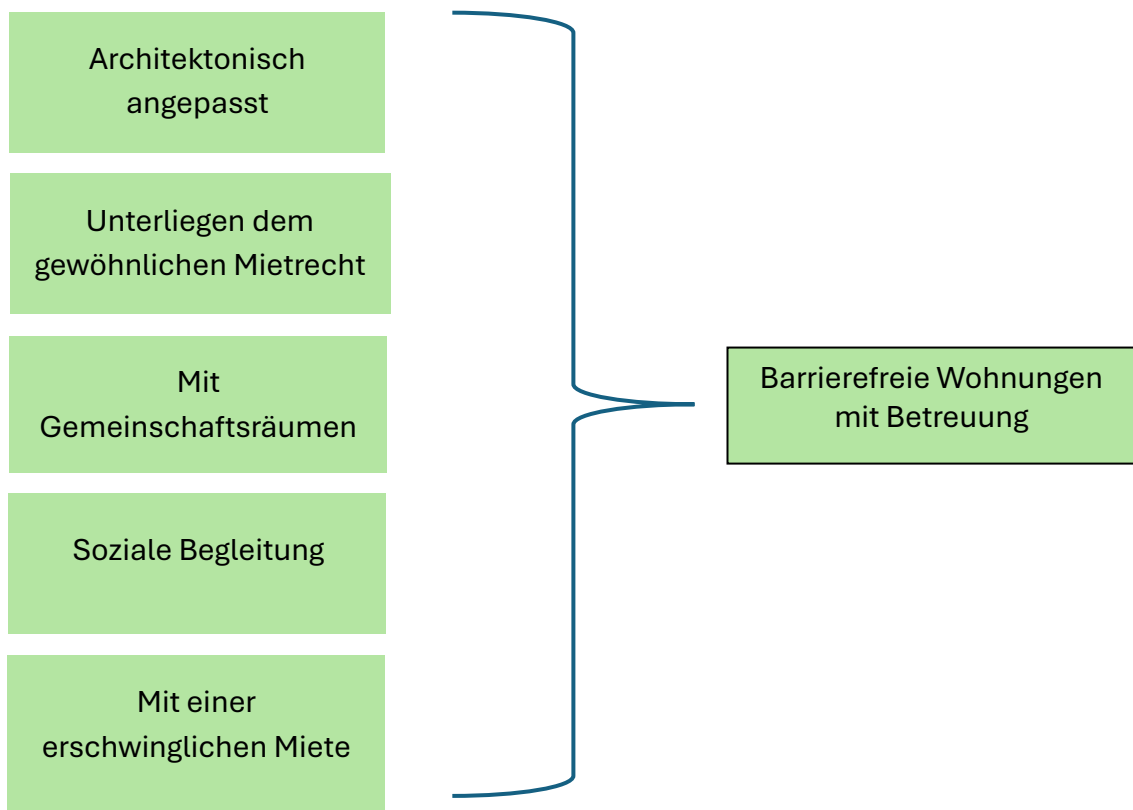 Architektonisch
angepasst
Unterliegen dem
gewöhnlichen Mietrecht
Mit
Gemeinschaftsräumen
Soziale Begleitung
Mit einer
erschwinglichen Miete
Barrierefreie Wohnungen
mit Betreuung